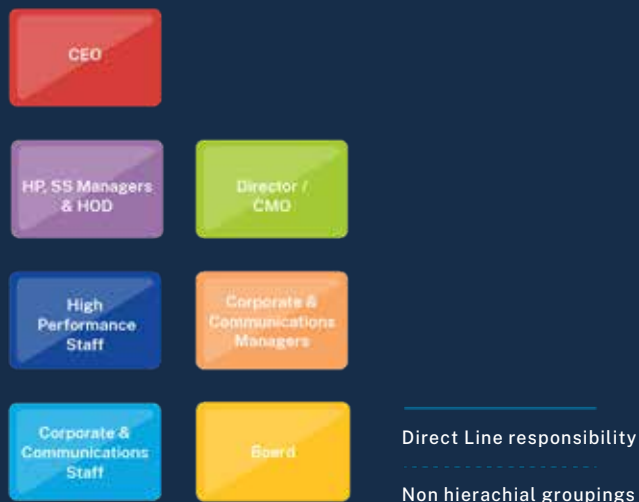 CEO
HP, SS Managers
& HOD
Director /
CMO
High
Performance
Staff
Corporate &
Communications
Managers
Corporate &
Communications
Staff
Board
Direct Line responsibility
Non hierachial groupings